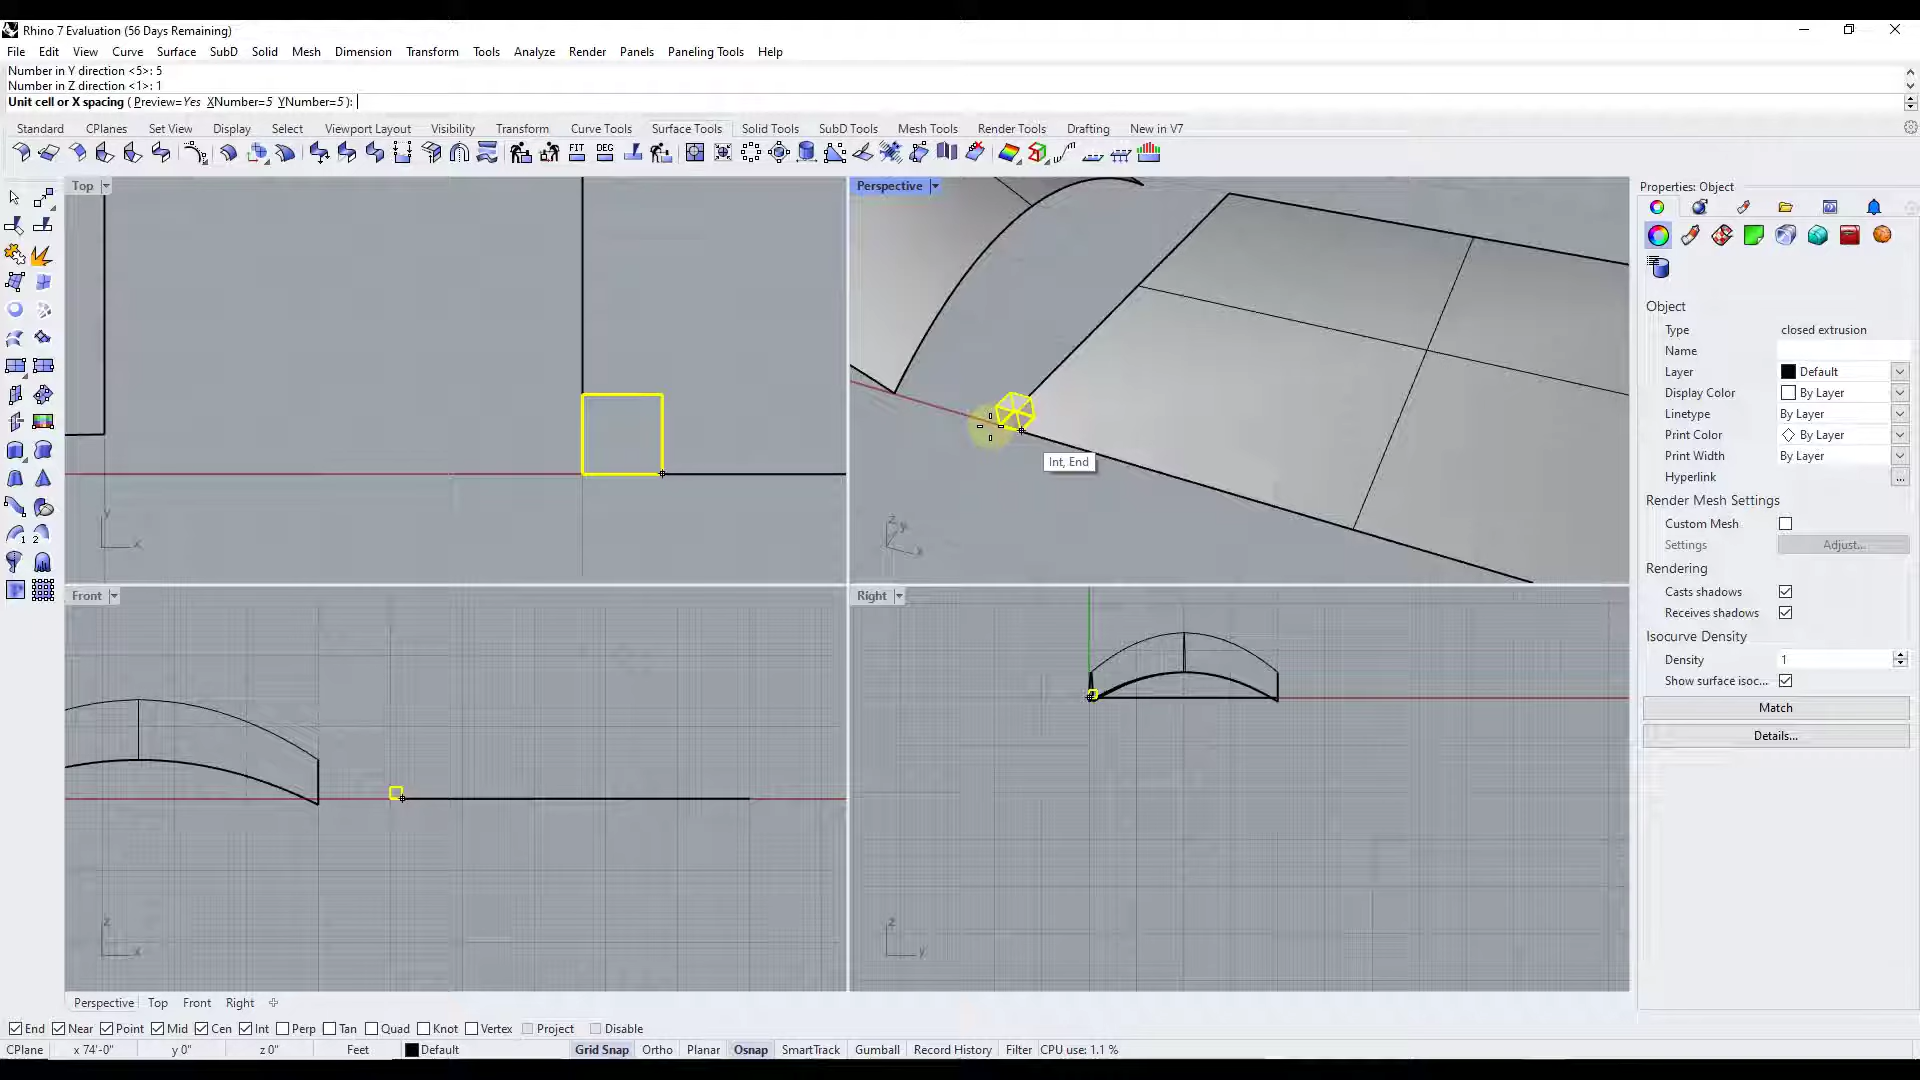 Rhino 7 Evaluation (56 Days Remaining)
File Edit View Curve Surface SubD Solid Mesh Dimension Transform Tools Analyze Render Panels Paneling Tools Help
Number in Y direction <5>: 5
Number in Z direction <1>: 1
Unit cell or X spacing ( Preview=Yes XNumber=5 YNumber=5 ):
Standard CPlanes Set View Display Select Viewport Layout Visibility Transform Curve Tools Surface Tools Solid Tools SubD Tools Mesh Tools Render Tools Drafting New in V7
FIT DEG
Top
Perspective
Properties: Object
Object
Type closed extrusion
Name
Layer Default
Display Color By Layer
Linetype By Layer
Print Color By Layer
Print Width By Layer
Hyperlink ...
Render Mesh Settings
Custom Mesh
Settings Adjust...
Rendering
Casts shadows
Receives shadows
Isocurve Density
Density 1
Show surface isoc...
Match
Details...
Int, End
y x
z y x
1 2
Front
Right
z x
z y
Perspective Top Front Right
End Near Point Mid Cen Int Perp Tan Quad Knot Vertex Project Disable
CPlane x 74'-0" y 0" z 0" Feet Default Grid Snap Ortho Planar Osnap SmartTrack Gumball Record History Filter CPU use: 1.1 %